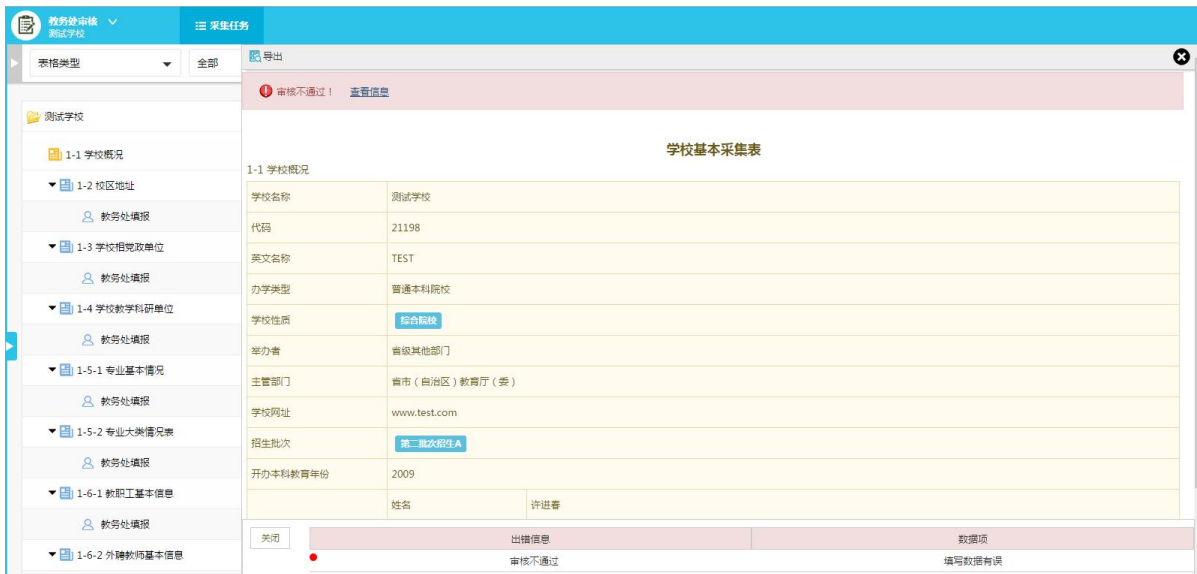 教务处审核
测试学校
采集任务
表格类型
全部
导出
审核不通过！ 查看信息
测试学校
1-1 学校概况
1-2 校区地址
教务处填报
1-3 学校相党政单位
教务处填报
1-4 学校教学科研单位
教务处填报
1-5-1 专业基本情况
教务处填报
1-5-2 专业大类情况表
教务处填报
1-6-1 教职工基本信息
教务处填报
1-6-2 外聘教师基本信息
学校基本采集表
1-1 学校概况
学校名称 测试学校
代码 21198
英文名称 TEST
办学类型 普通本科院校
学校性质 综合院校
举办者 省级其他部门
主管部门 省市（自治区）教育厅（委）
学校网址 www.test.com
招生批次 第二批次招生A
开办本科教育年份 2009
姓名 许进春
关闭 出错信息 数据项
审核不通过 填写数据有误